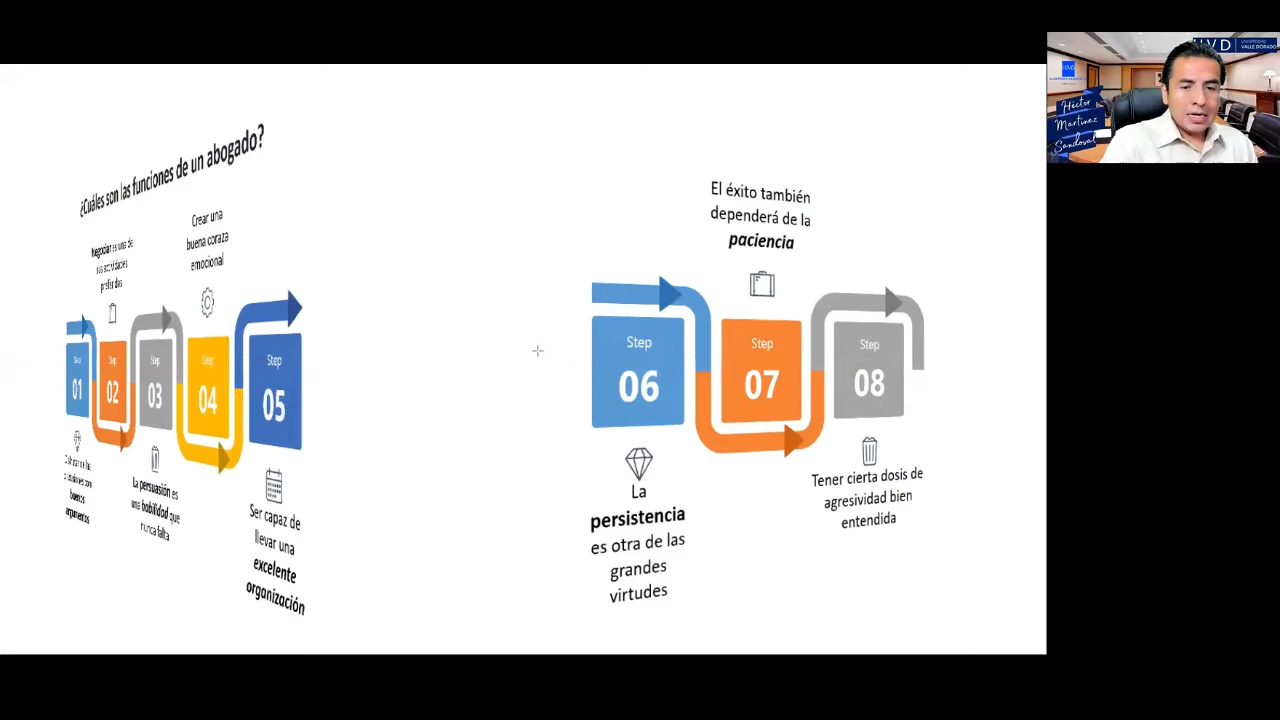 ¿Cuáles son las funciones de un abogado?
Negociar es una de
sus actividades
preferidas
Crear una
buena coraza
emocional
Step
01
Step
02
Step
03
Step
04
Step
05
buenos
argumentos
La persuasión es
una habilidad que
nunca falta
Ser capaz de
llevar una
excelente
organización
El éxito también
dependerá de la
paciencia
Step
06
Step
07
Step
08
La
persistencia
es otra de las
grandes
virtudes
Tener cierta dosis de
agresividad bien
entendida
UVD
UNIVERSIDAD
VALLE DORADO
Héctor
Martínez
Sandoval